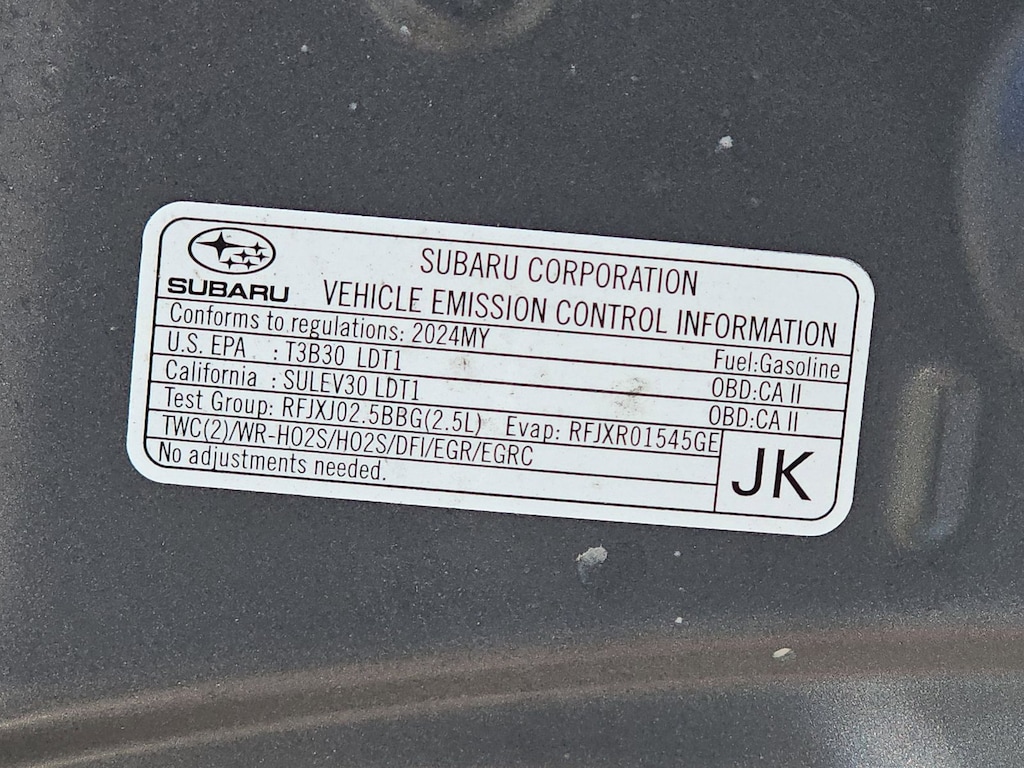 SUBARU
SUBARU CORPORATION
VEHICLE EMISSION CONTROL INFORMATION
Conforms to regulations: 2024MY Fuel:Gasoline
U.S. EPA : T3B30 LDT1 OBD:CA II
California : SULEV30 LDT1 OBD:CA II
Test Group: RFJXJ02.5BBG(2.5L) Evap: RFJXR01545GE
TWC(2)/WR-HO2S/HO2S/DFI/EGR/EGRC
No adjustments needed.
JK